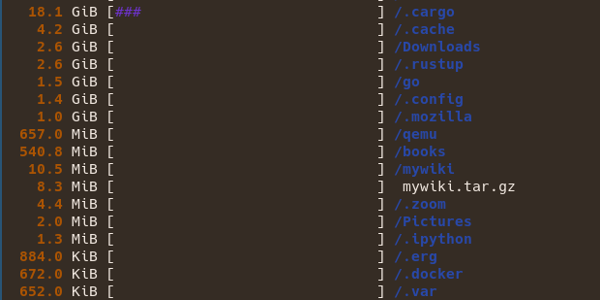 18.1 GiB [### ] /.cargo
4.2 GiB [ ] /.cache
2.6 GiB [ ] /Downloads
2.6 GiB [ ] /.rustup
1.5 GiB [ ] /go
1.4 GiB [ ] /.config
1.0 GiB [ ] /.mozilla
657.0 MiB [ ] /qemu
540.8 MiB [ ] /books
10.5 MiB [ ] /mywiki
8.3 MiB [ ] mywiki.tar.gz
4.4 MiB [ ] /.zoom
2.0 MiB [ ] /Pictures
1.3 MiB [ ] /.ipython
884.0 KiB [ ] /.erg
672.0 KiB [ ] /.docker
652.0 KiB [ ] /.var